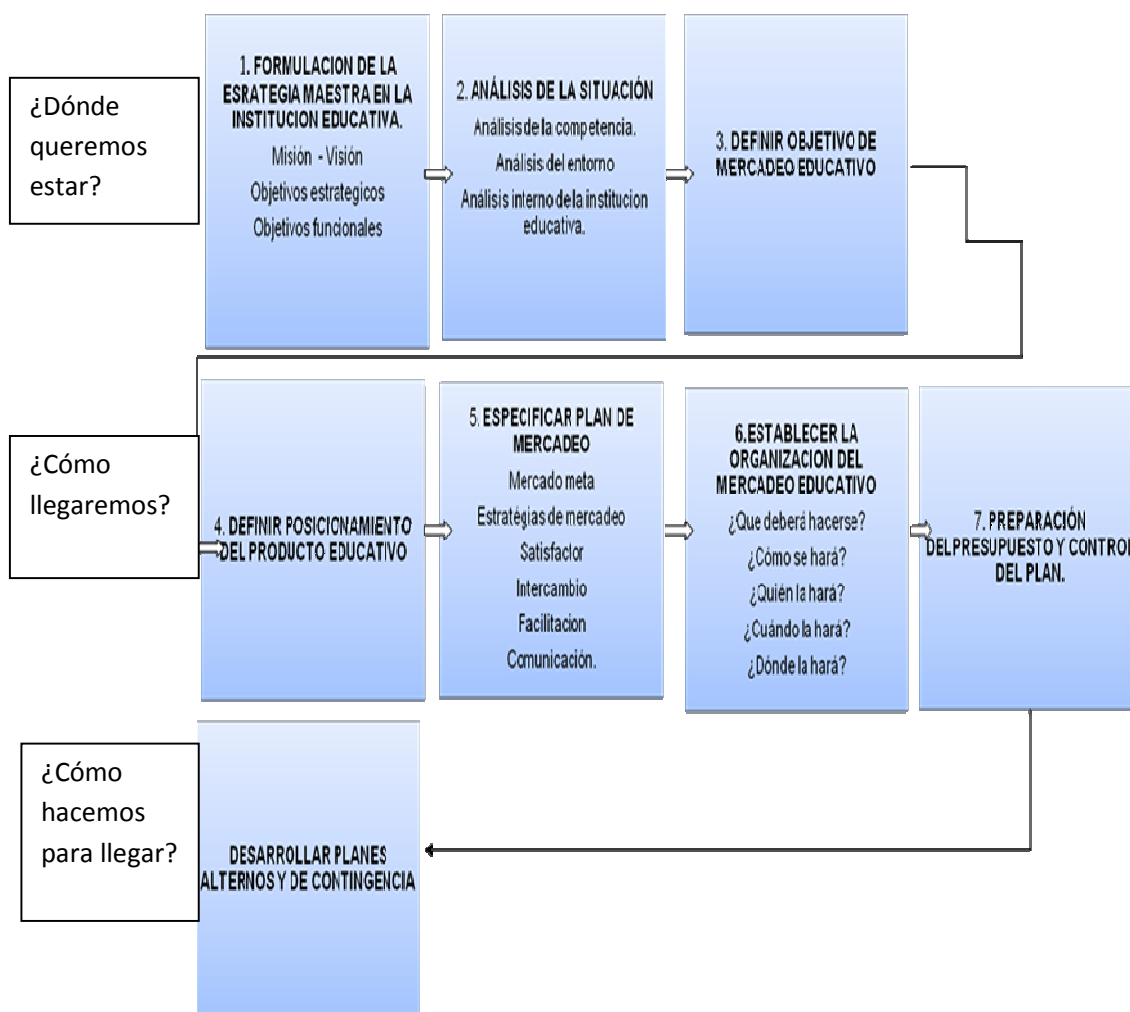 ¿Dónde
queremos
estar?
1. FORMULACION DE LA
ESRATEGIA MAESTRA EN LA
INSTITUCION EDUCATIVA.
Misión - Visión
Objetivos estrategicos
Objetivos funcionales
2. ANÁLISIS DE LA SITUACIÓN
Análisis de la competencia.
Análisis del entorno
Análisis interno de la institucion
educativa.
3. DEFINIR OBJETIVO DE
MERCADEO EDUCATIVO
¿Cómo
llegaremos?
4. DEFINIR POSICIONAMIENTO
DEL PRODUCTO EDUCATIVO
5. ESPECIFICAR PLAN DE
MERCADEO
Mercado meta
Estratégias de mercadeo
Satisfactor
Intercambio
Facilitacion
Comunicación.
6.ESTABLECER LA
ORGANIZACION DEL
MERCADEO EDUCATIVO
¿Que deberá hacerse?
¿Cómo se hará?
¿Quién la hará?
¿Cuándo la hará?
¿Dónde la hará?
7. PREPARACIÓN
DELPRESUPUESTO Y CONTROL
DEL PLAN.
¿Cómo
hacemos
para llegar?
DESARROLLAR PLANES
ALTERNOS Y DE CONTINGENCIA